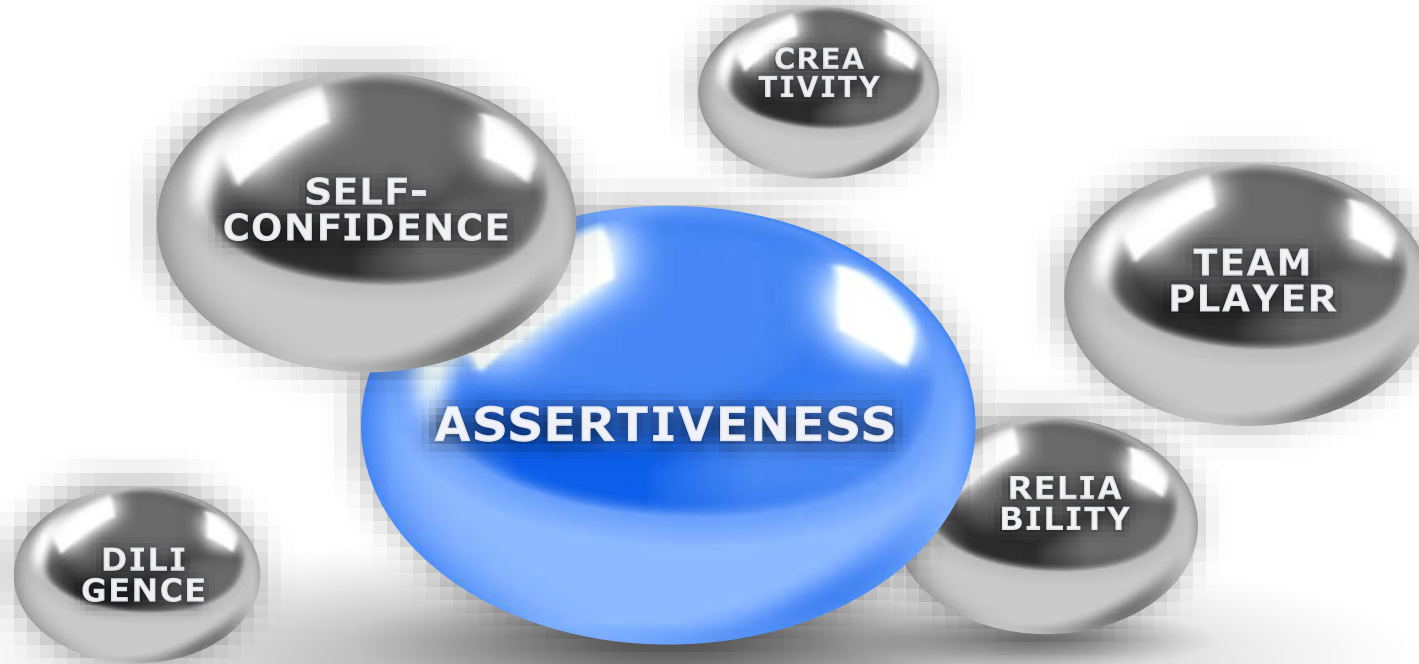 CREA
TIVITY
SELF-
CONFIDENCE
TEAM
PLAYER
ASSERTIVENESS
RELIA
BILITY
DILI
GENCE